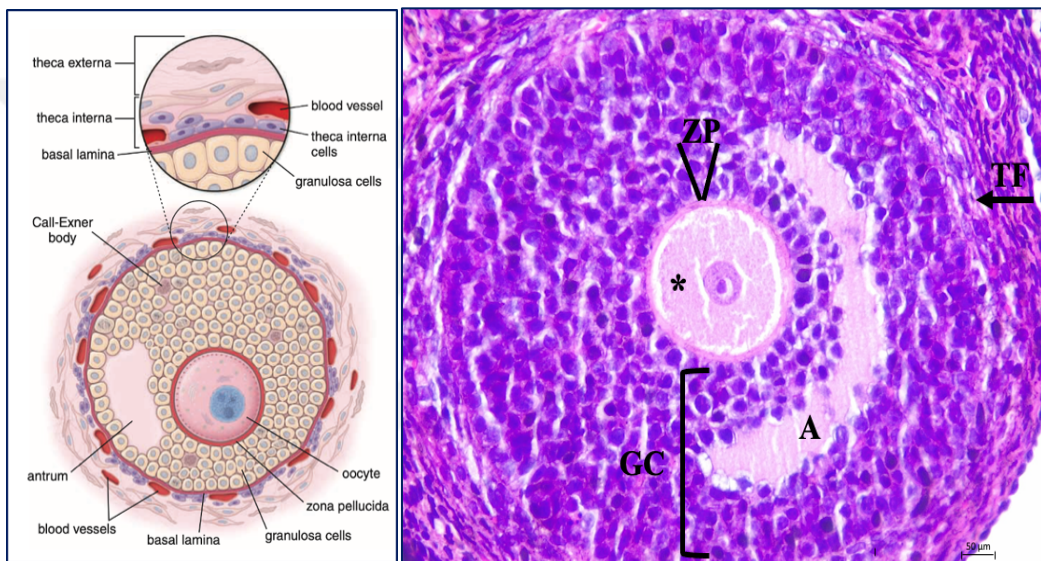 theca externa
theca interna
basal lamina
blood vessel
theca interna
cells
granulosa cells
Call-Exner
body
antrum
blood vessels
basal lamina
granulosa cells
zona pellucida
oocyte
ZP
TF
*
A
GC
50 µm